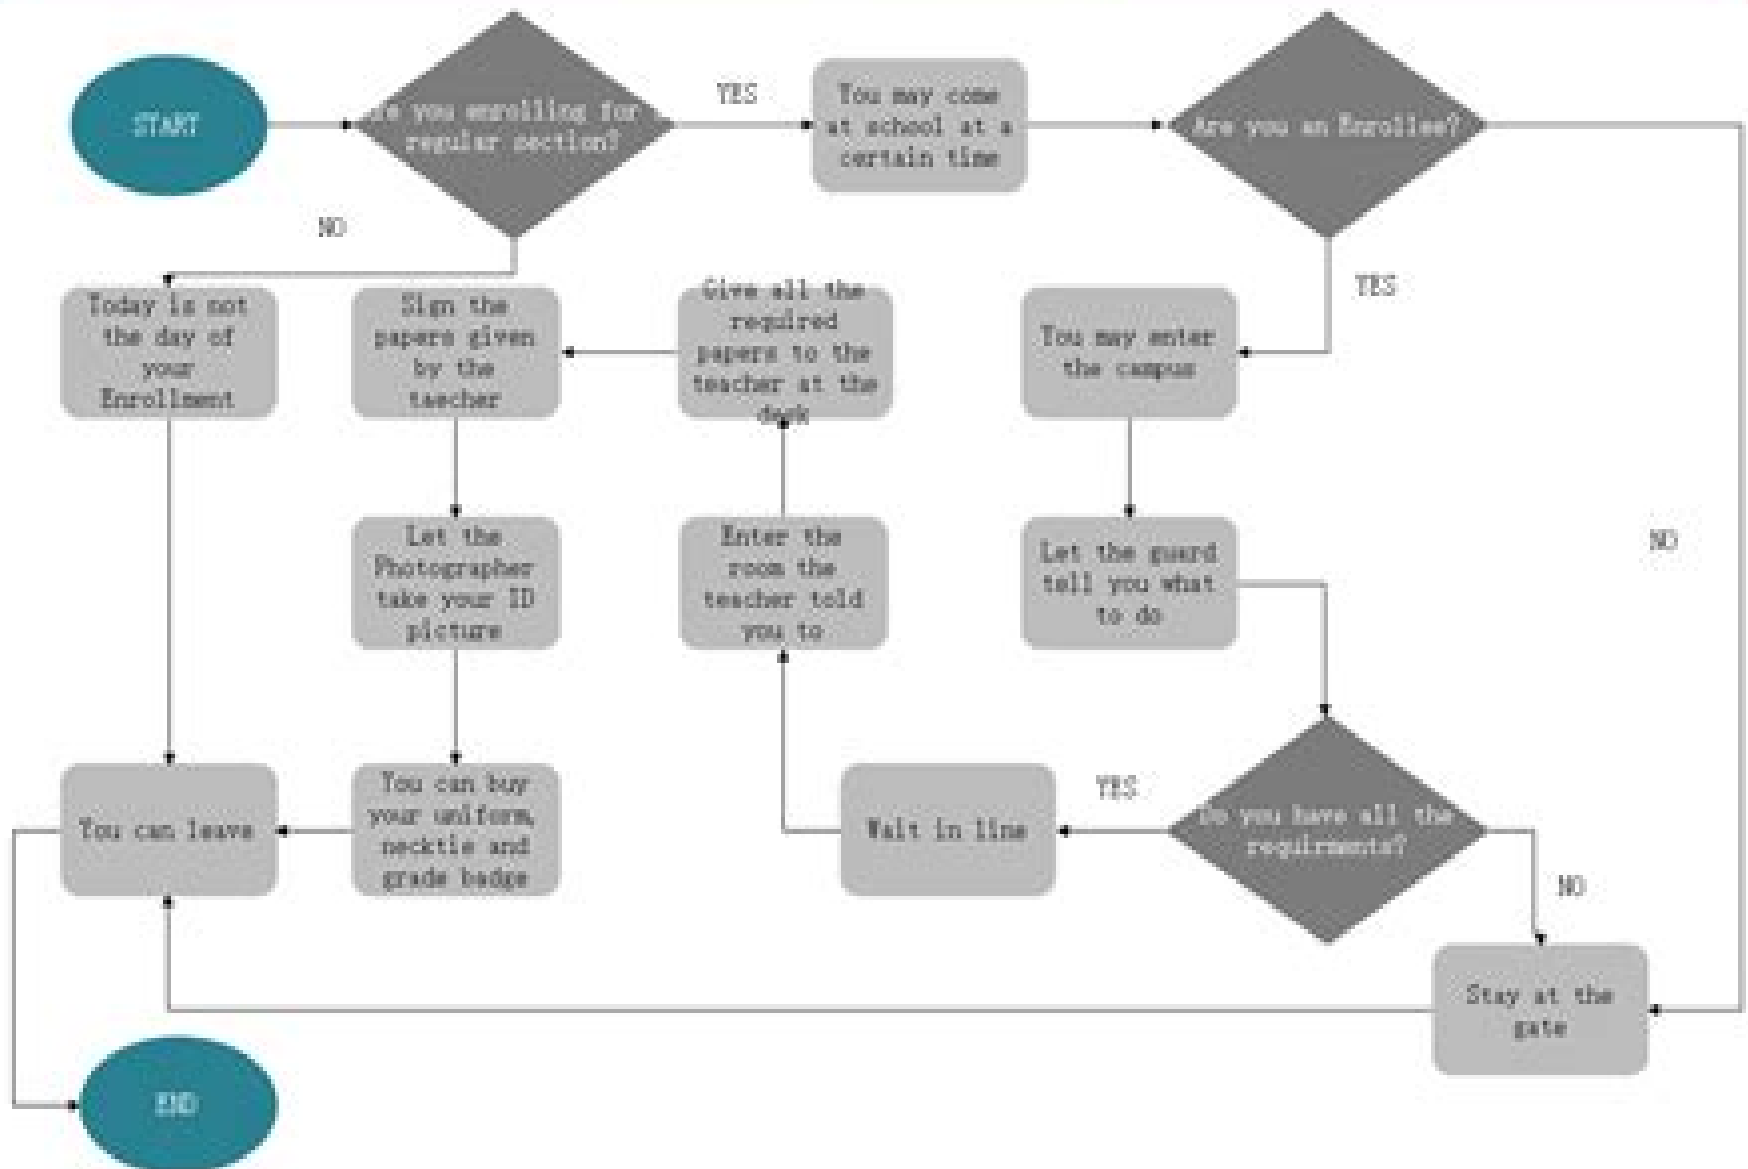 START
e you enrolling for
regular section?
YES
You may come
at school at a
certain time
Are you an Enrollee?
NO
YES
Today is not
the day of
your
Enrollment
Sign the
papers given
by the
taecher
Give all the
required
papers to the
teacher at the
desk
You may enter
the campus
Let the
Photographer
take your ID
picture
Enter the
room the
teacher told
you to
Let the guard
tell you what
to do
NO
You can leave
You can buy
your uniform,
necktie and
grade badge
Wait in line
YES
Do you have all the
requirments?
NO
Stay at the
gate
END